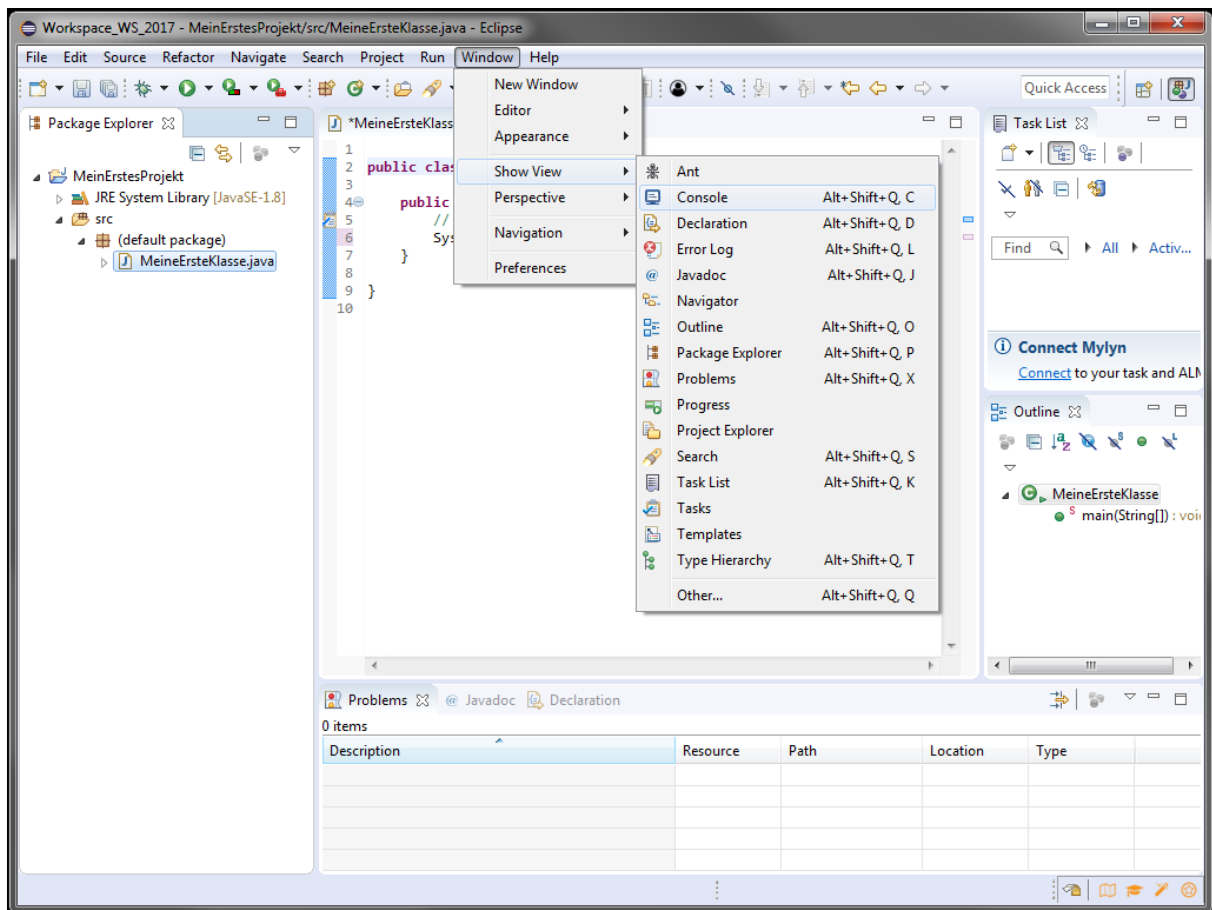 Workspace_WS_2017 - MeinErstesProjekt/src/MeineErsteKlasse.java - Eclipse
File Edit Source Refactor Navigate Search Project Run Window Help
Quick Access
Package Explorer
MeinErstesProjekt
JRE System Library [JavaSE-1.8]
src
(default package)
MeineErsteKlasse.java
*MeineErsteKlass
1
2 public clas
3
4 public
5 //
6 Sys
7 }
8
9 }
10
New Window
Editor
Appearance
Show View
Perspective
Navigation
Preferences
Ant
Console Alt+Shift+Q, C
Declaration Alt+Shift+Q, D
Error Log Alt+Shift+Q, L
Javadoc Alt+Shift+Q, J
Navigator
Outline Alt+Shift+Q, O
Package Explorer Alt+Shift+Q, P
Problems Alt+Shift+Q, X
Progress
Project Explorer
Search Alt+Shift+Q, S
Task List Alt+Shift+Q, K
Tasks
Templates
Type Hierarchy Alt+Shift+Q, T
Other... Alt+Shift+Q, Q
Task List
Find All Activ...
Connect Mylyn
Connect to your task and ALM
Outline
MeineErsteKlasse
main(String[]) : voi
Problems Javadoc Declaration
0 items
Description Resource Path Location Type